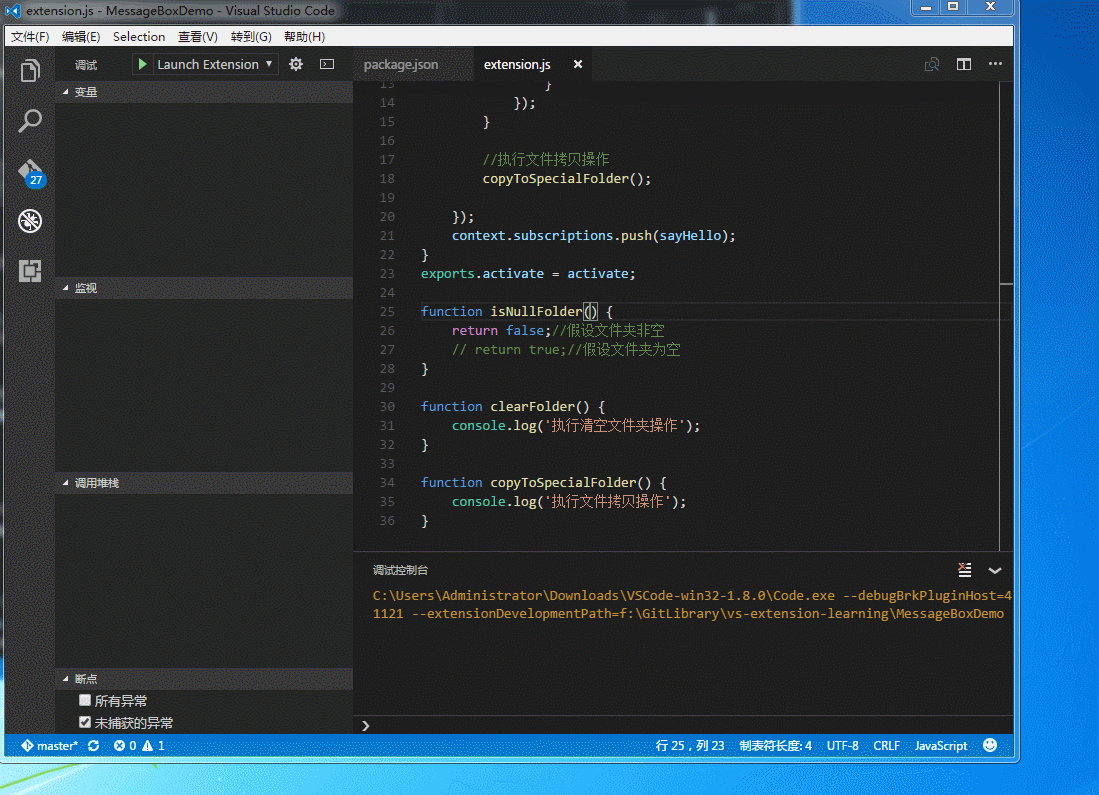 extension.js - MessageBoxDemo - Visual Studio Code
文件(F) 编辑(E) Selection 查看(V) 转到(G) 帮助(H)
调试 Launch Extension
package.json extension.js
变量
监视
调用堆栈
断点
所有异常
未捕获的异常
27
13 }
14 });
15 }
16
17 //执行文件拷贝操作
18 copyToSpecialFolder();
19
20 });
21 context.subscriptions.push(sayHello);
22 }
23 exports.activate = activate;
24
25 function isNullFolder() {
26 return false;//假设文件夹非空
27 // return true;//假设文件夹为空
28 }
29
30 function clearFolder() {
31 console.log('执行清空文件夹操作');
32 }
33
34 function copyToSpecialFolder() {
35 console.log('执行文件拷贝操作');
36 }
调试控制台
C:\Users\Administrator\Downloads\VSCode-win32-1.8.0\Code.exe --debugBrkPluginHost=4
1121 --extensionDevelopmentPath=f:\GitLibrary\vs-extension-learning\MessageBoxDemo
master* 0 1 行 25，列 23 制表符长度: 4 UTF-8 CRLF JavaScript